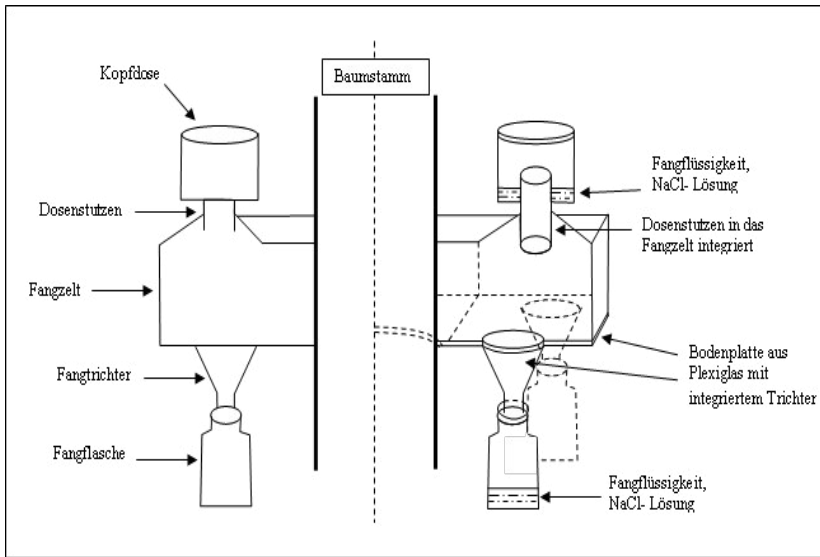 Kopfdose
Baumstamm
Dosenstutzen
Fangzelt
Fangtrichter
Fangflasche
Fangflüssigkeit,
NaCl- Lösung
Dosenstutzen in das
Fangzelt integriert
Bodenplatte aus
Plexiglas mit
integriertem Trichter
Fangflüssigkeit,
NaCl- Lösung